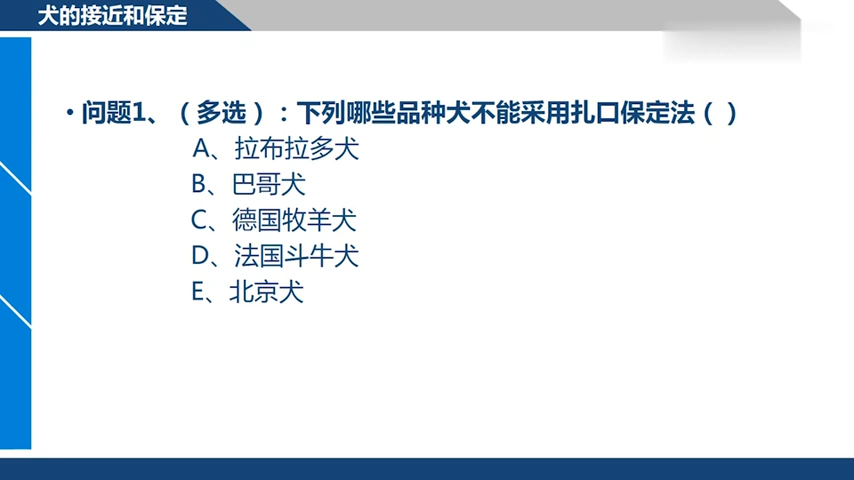 犬的接近和保定
• 问题1、（多选）：下列哪些品种犬不能采用扎口保定法（ ）
A、拉布拉多犬
B、巴哥犬
C、德国牧羊犬
D、法国斗牛犬
E、北京犬